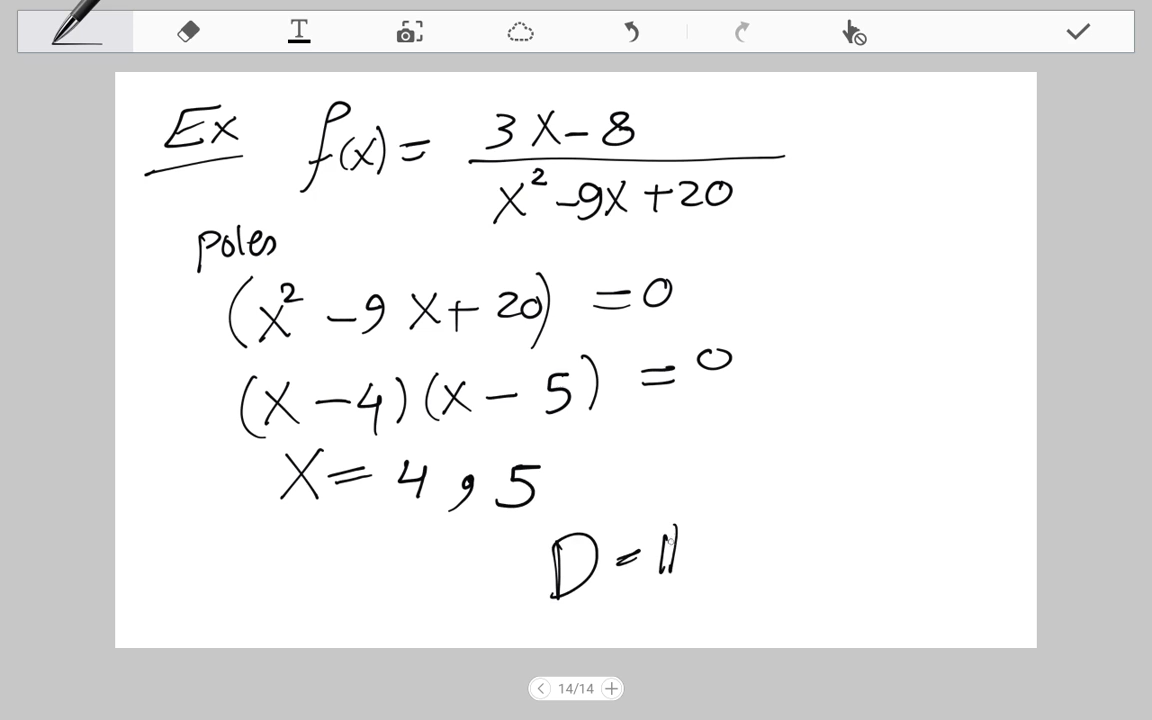 T
Ex f(x) = 3x-8 / x² -9x +20
poles
(x² -9x+20) =0
(x-4)(x-5) =0
x= 4, 5
D =
14/14